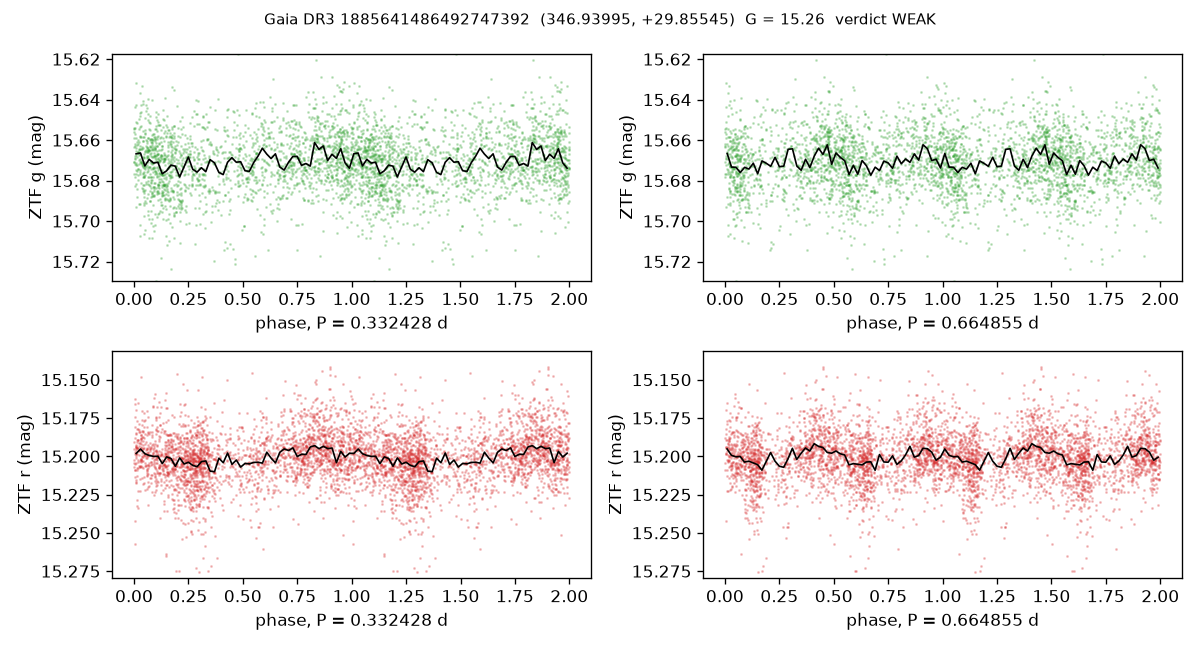 Gaia DR3 1885641486492747392 (346.93995, +29.85545) G = 15.26 verdict WEAK
ZTF g (mag)
15.62
15.64
15.66
15.68
15.70
15.72
0.00 0.25 0.50 0.75 1.00 1.25 1.50 1.75 2.00
phase, P = 0.332428 d
ZTF g (mag)
15.62
15.64
15.66
15.68
15.70
15.72
0.00 0.25 0.50 0.75 1.00 1.25 1.50 1.75 2.00
phase, P = 0.664855 d
ZTF r (mag)
15.150
15.175
15.200
15.225
15.250
15.275
0.00 0.25 0.50 0.75 1.00 1.25 1.50 1.75 2.00
phase, P = 0.332428 d
ZTF r (mag)
15.150
15.175
15.200
15.225
15.250
15.275
0.00 0.25 0.50 0.75 1.00 1.25 1.50 1.75 2.00
phase, P = 0.664855 d